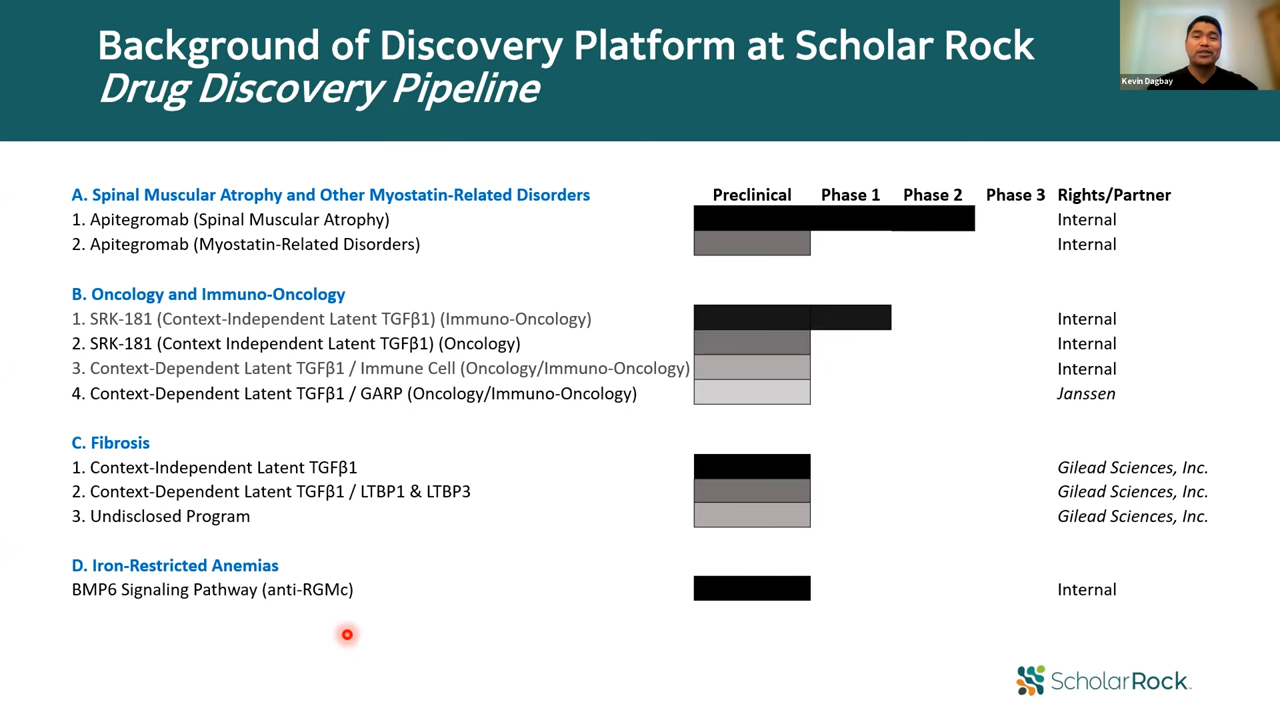 Background of Discovery Platform at Scholar Rock
Drug Discovery Pipeline
Kevin Dagbay
A. Spinal Muscular Atrophy and Other Myostatin-Related Disorders Preclinical Phase 1 Phase 2 Phase 3 Rights/Partner
1. Apitegromab (Spinal Muscular Atrophy) Internal
2. Apitegromab (Myostatin-Related Disorders) Internal
B. Oncology and Immuno-Oncology
1. SRK-181 (Context-Independent Latent TGFβ1) (Immuno-Oncology) Internal
2. SRK-181 (Context Independent Latent TGFβ1) (Oncology) Internal
3. Context-Dependent Latent TGFβ1 / Immune Cell (Oncology/Immuno-Oncology) Internal
4. Context-Dependent Latent TGFβ1 / GARP (Oncology/Immuno-Oncology) Janssen
C. Fibrosis
1. Context-Independent Latent TGFβ1 Gilead Sciences, Inc.
2. Context-Dependent Latent TGFβ1 / LTBP1 & LTBP3 Gilead Sciences, Inc.
3. Undisclosed Program Gilead Sciences, Inc.
D. Iron-Restricted Anemias
BMP6 Signaling Pathway (anti-RGMc) Internal
ScholarRock